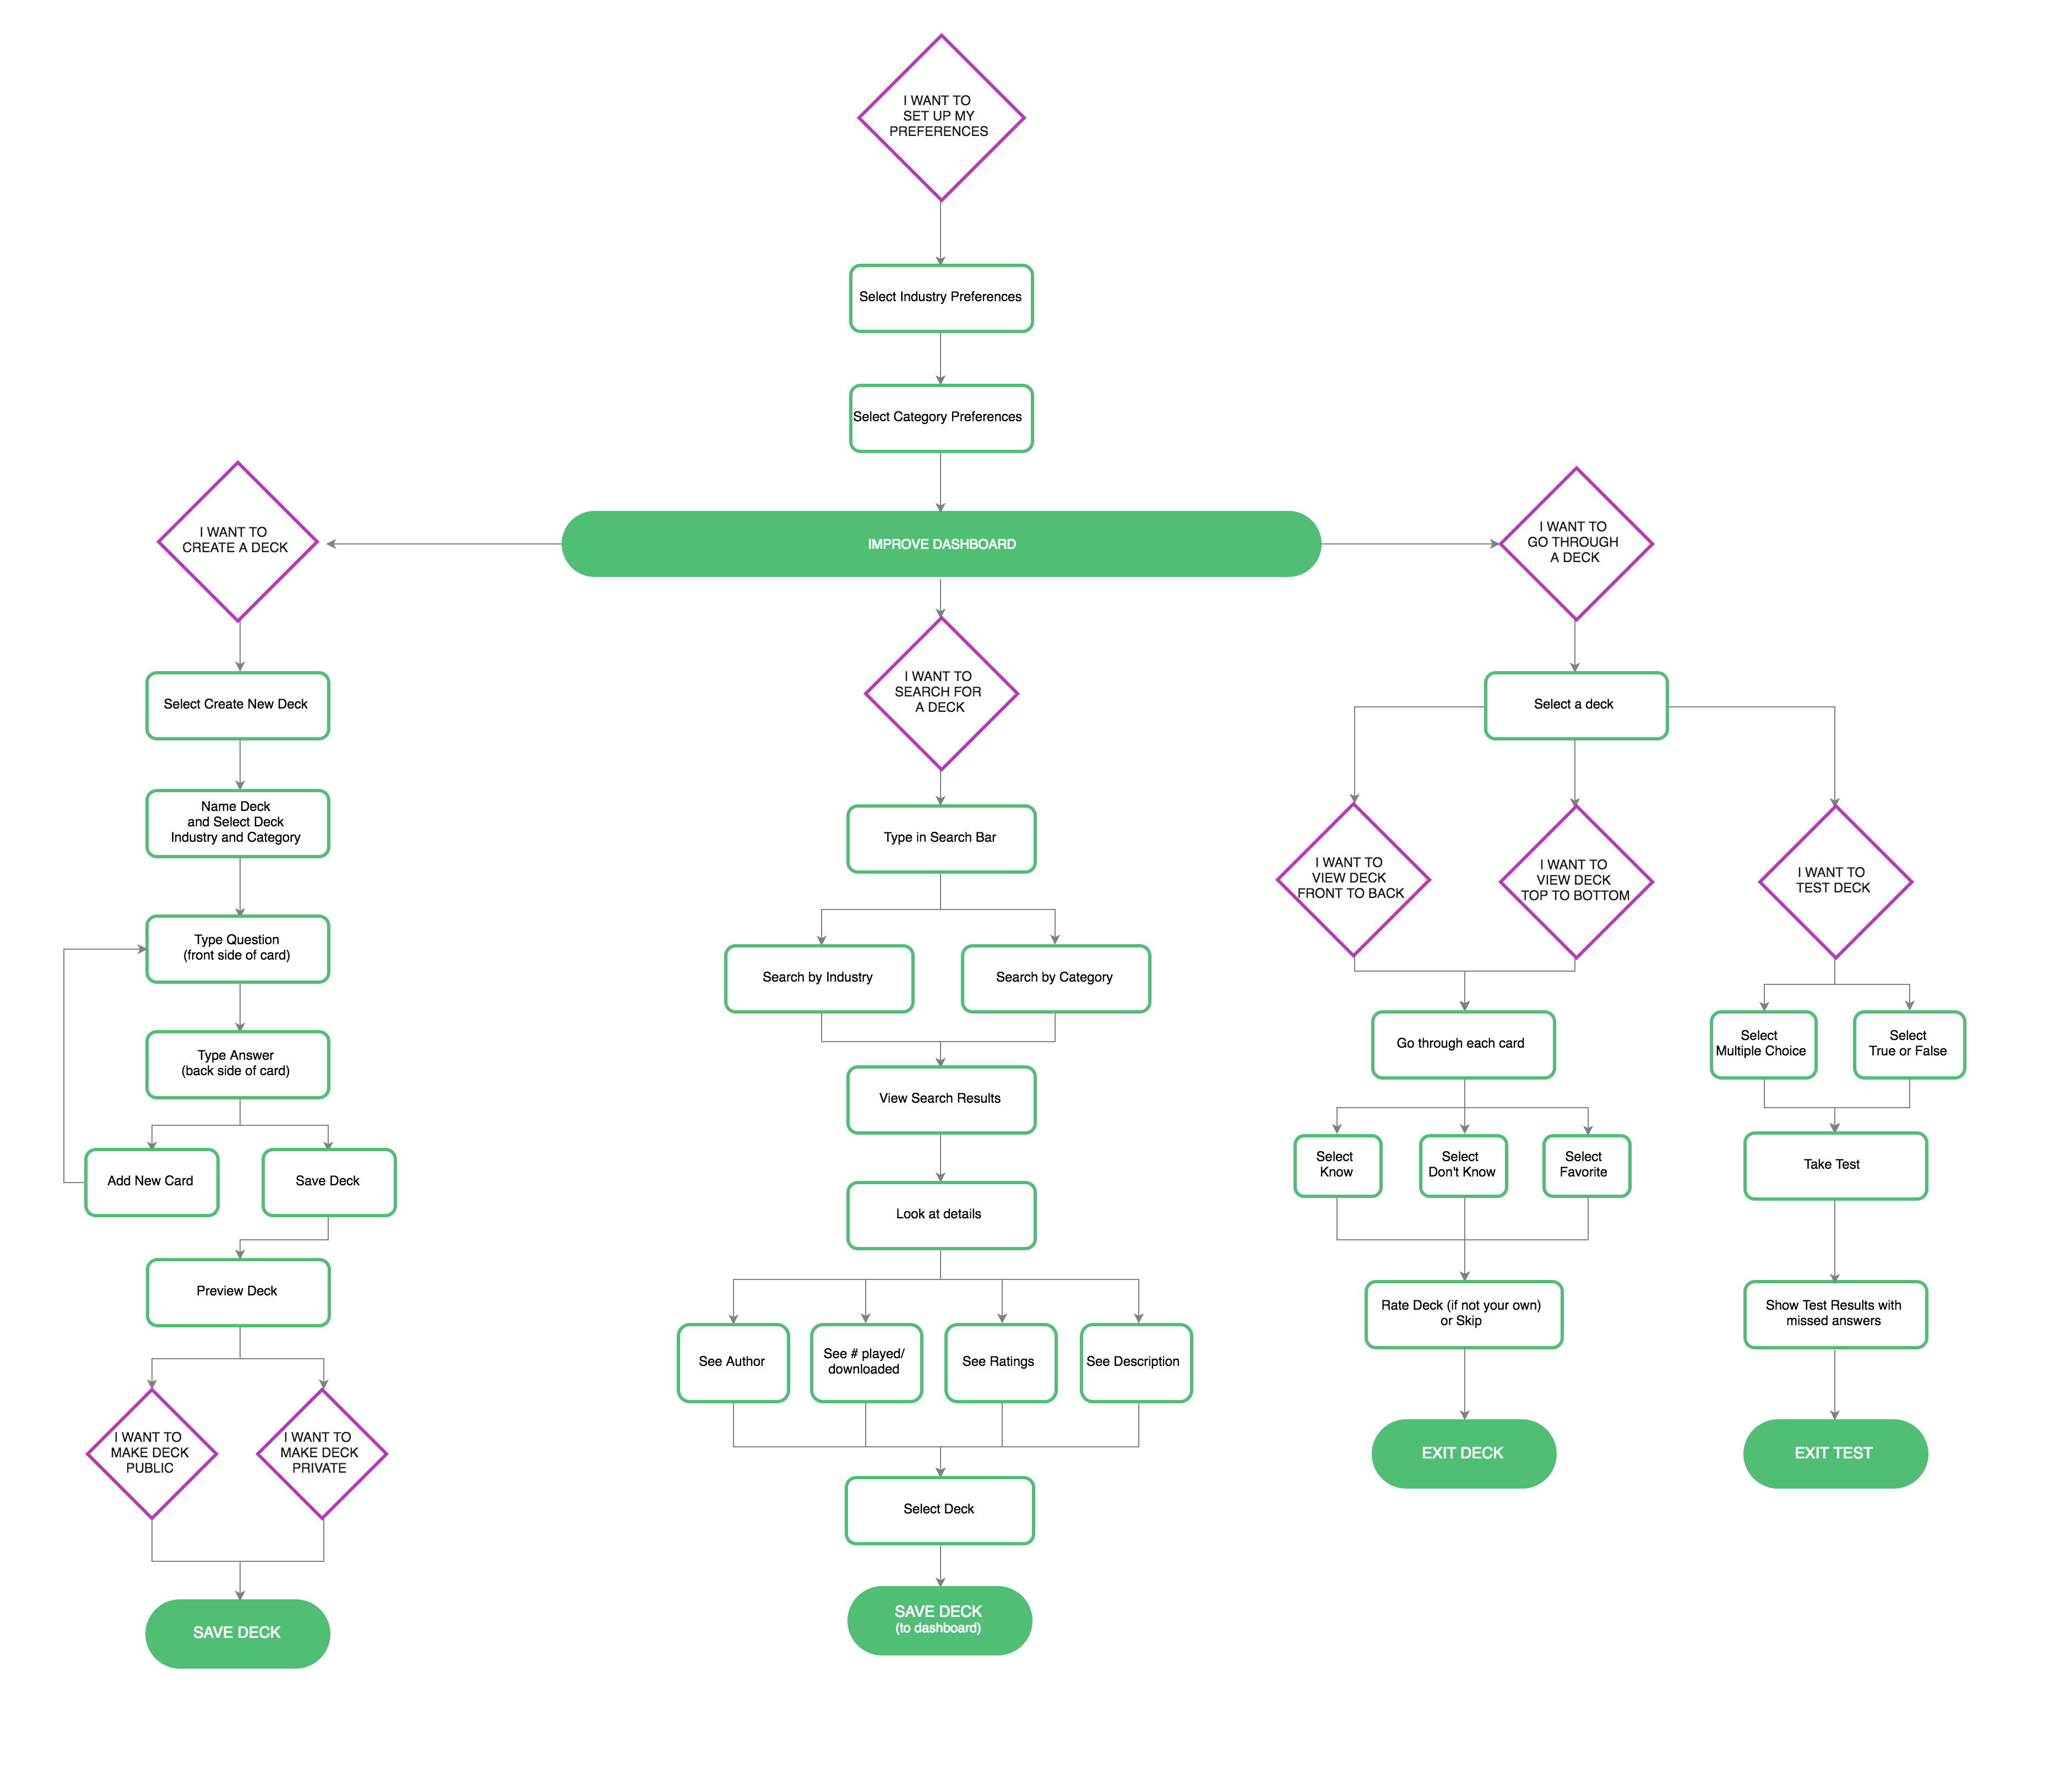 I WANT TO
SET UP MY
PREFERENCES
Select Industry Preferences
Select Category Preferences
IMPROVE DASHBOARD
I WANT TO
CREATE A DECK
Select Create New Deck
Name Deck
and Select Deck
Industry and Category
Type Question
(front side of card)
Type Answer
(back side of card)
Add New Card
Save Deck
Preview Deck
I WANT TO
MAKE DECK
PUBLIC
I WANT TO
MAKE DECK
PRIVATE
SAVE DECK
I WANT TO
SEARCH FOR
A DECK
Type in Search Bar
Search by Industry
Search by Category
View Search Results
Look at details
See Author
See # played/
downloaded
See Ratings
See Description
Select Deck
SAVE DECK
(to dashboard)
I WANT TO
GO THROUGH
A DECK
Select a deck
I WANT TO
VIEW DECK
FRONT TO BACK
I WANT TO
VIEW DECK
TOP TO BOTTOM
I WANT TO
TEST DECK
Go through each card
Select
Know
Select
Don't Know
Select
Favorite
Rate Deck (if not your own)
or Skip
EXIT DECK
Select
Multiple Choice
Select
True or False
Take Test
Show Test Results with
missed answers
EXIT TEST